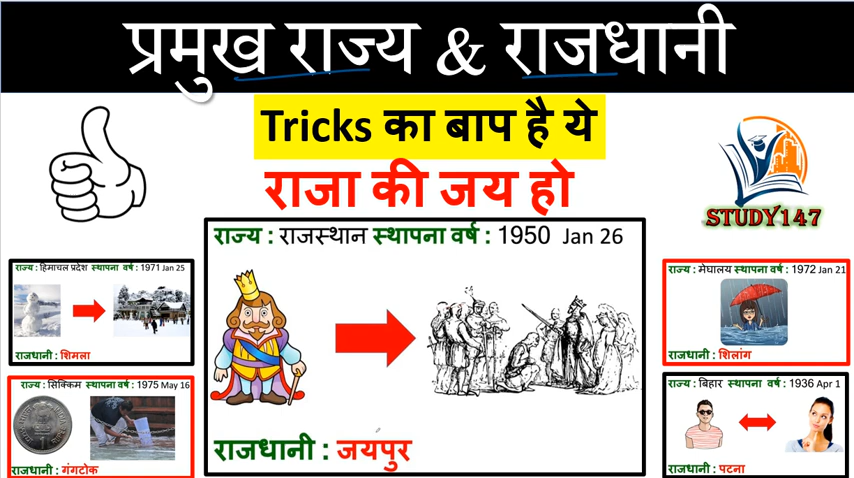 प्रमुख राज्य & राजधानी
Tricks का बाप है ये
राजा की जय हो
STUDY147
राज्य : राजस्थान स्थापना वर्ष : 1950 Jan 26
राजधानी : जयपुर
राज्य : हिमाचल प्रदेश स्थापना वर्ष : 1971 Jan 25
राजधानी : शिमला
राज्य : सिक्किम स्थापना वर्ष : 1975 May 16
राजधानी : गंगटोक
राज्य : मेघालय स्थापना वर्ष : 1972 Jan 21
राजधानी : शिलांग
राज्य : बिहार स्थापना वर्ष : 1936 Apr 1
राजधानी : पटना